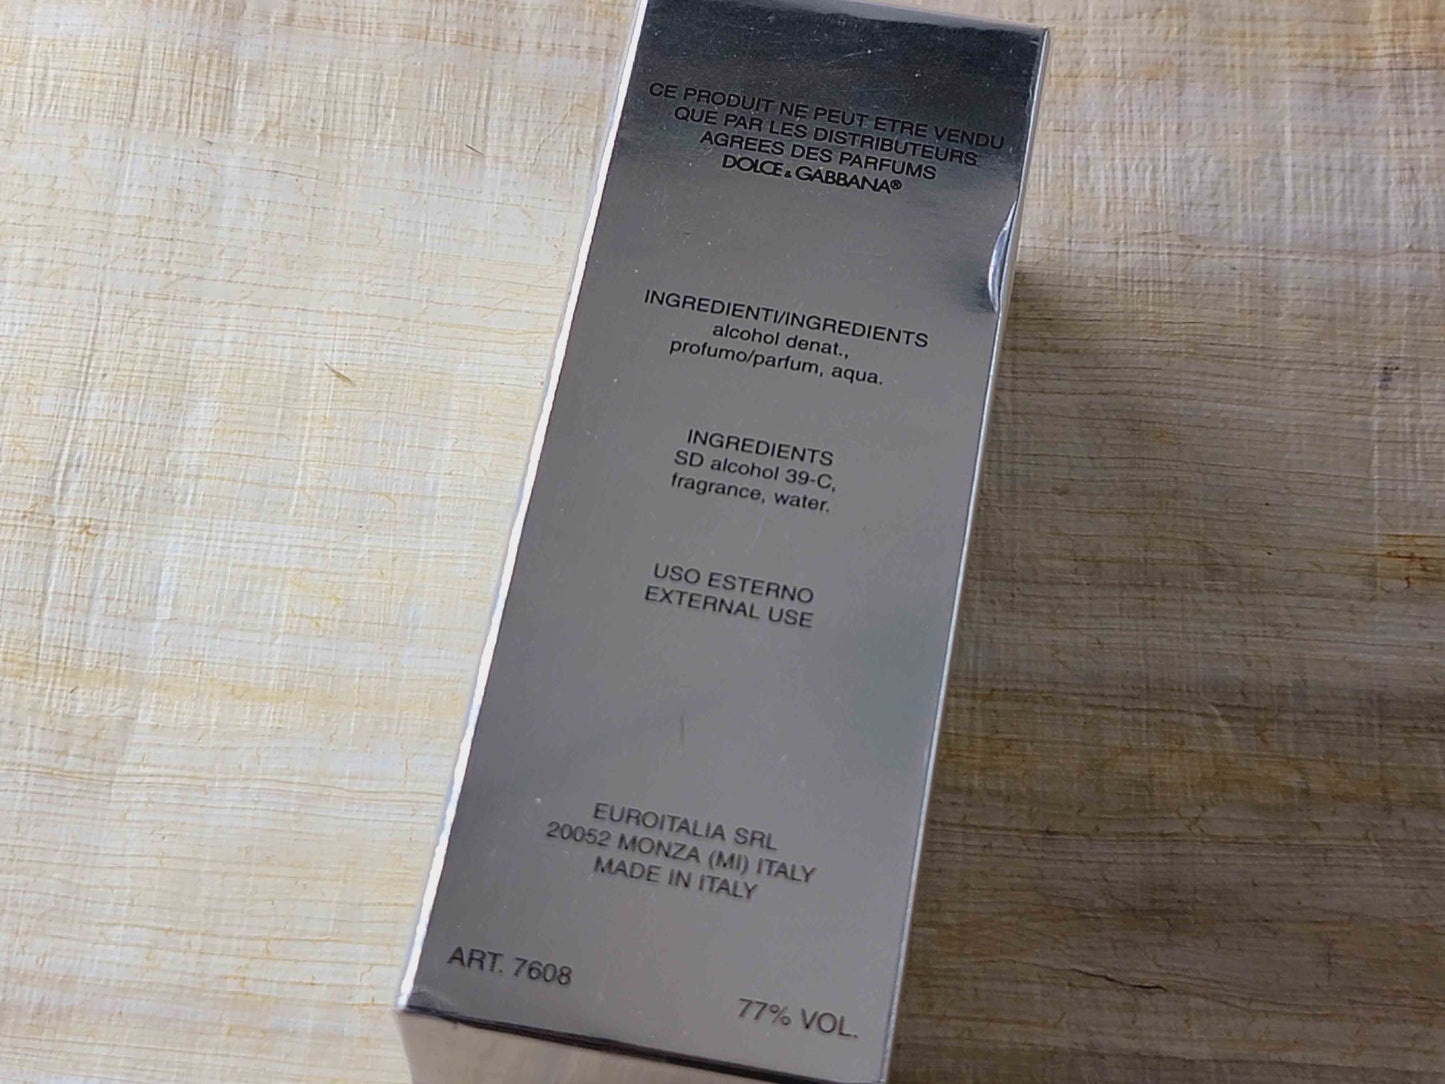 CE PRODUIT NE PEUT ETRE VENDU
QUE PAR LES DISTRIBUTEURS
AGREES DES PARFUMS
DOLCE & GABBANA®
INGREDIENTI/INGREDIENTS
alcohol denat.,
profumo/parfum, aqua.
INGREDIENTS
SD alcohol 39-C,
fragrance, water.
USO ESTERNO
EXTERNAL USE
EUROITALIA SRL
20052 MONZA (MI) ITALY
MADE IN ITALY
ART. 7608
77% VOL.